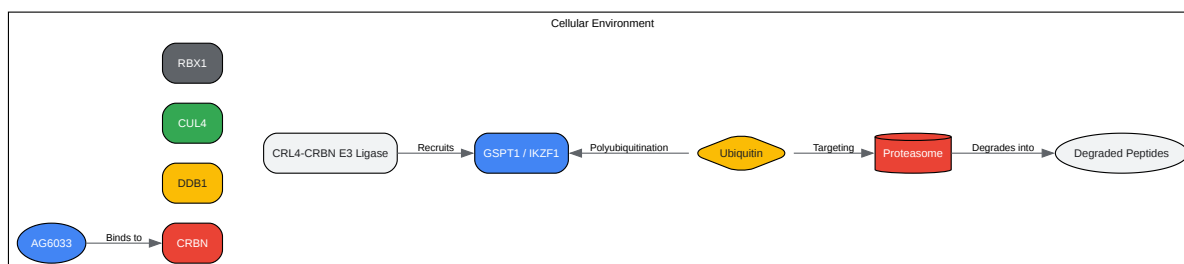 Cellular Environment
RBX1
CUL4
DDB1
AG6033
Binds to
CRBN
CRL4-CRBN E3 Ligase
Recruits
GSPT1 / IKZF1
Polyubiquitination
Ubiquitin
Targeting
Proteasome
Degrades into
Degraded Peptides